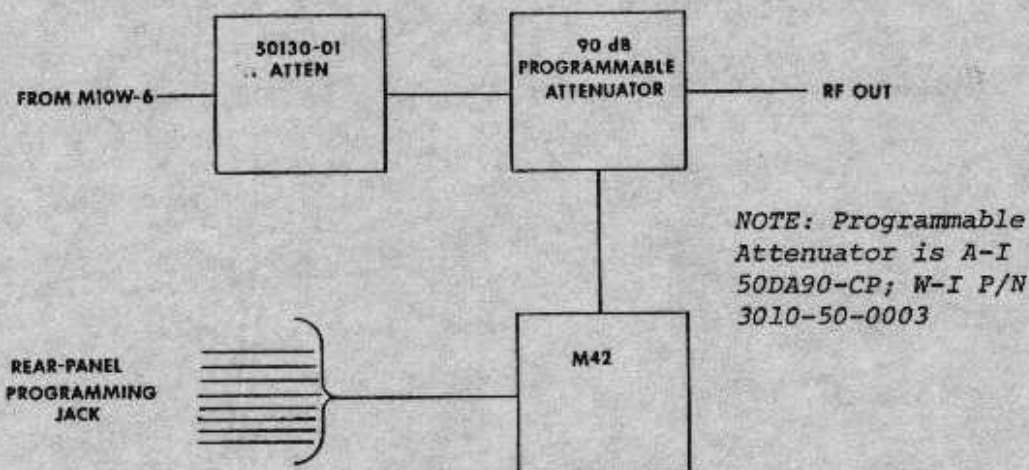 50130-01
ATTEN
90 dB
PROGRAMMABLE
ATTENUATOR
FROM M10W-6
RF OUT
NOTE: Programmable
Attenuator is A-I
50DA90-CP; W-I P/N
3010-50-0003
M42
REAR-PANEL
PROGRAMMING
JACK